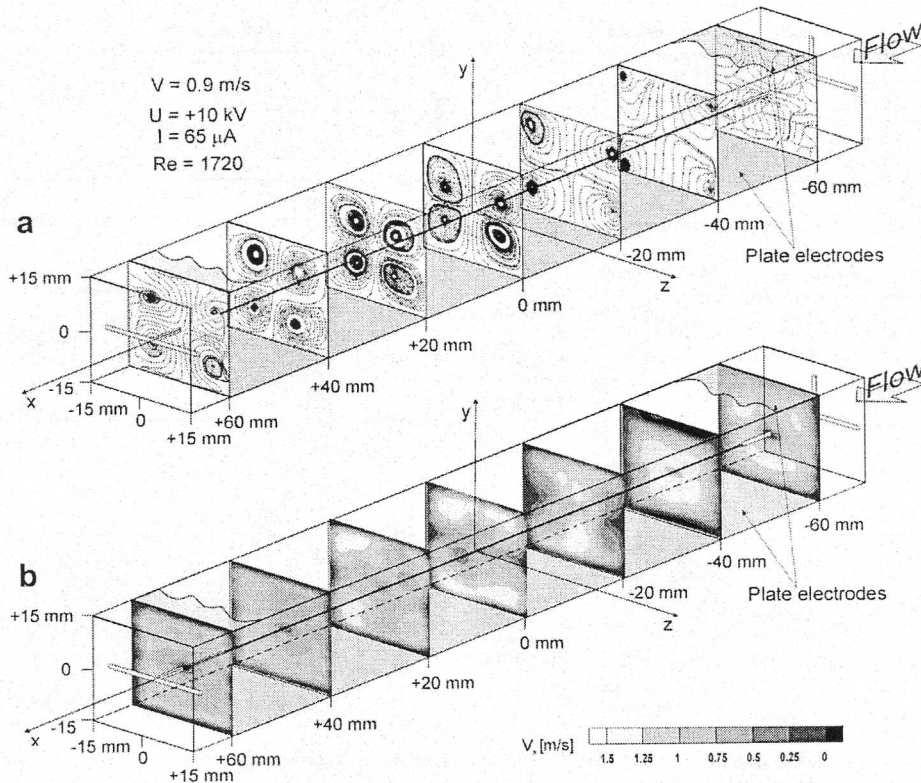 Flow
V = 0.9 m/s
U = +10 kV
I = 65 μA
Re = 1720
y
a
-60 mm
-40 mm
-20 mm
Plate electrodes
z
0 mm
+20 mm
+40 mm
+60 mm
+15 mm
0
-15
x
-15 mm
0
+15 mm
Flow
y
b
-60 mm
-40 mm
-20 mm
Plate electrodes
z
0 mm
+20 mm
+40 mm
+60 mm
+15 mm
0
-15
x
-15 mm
0
+15 mm
Vx [m/s]
1.5 1.25 1 0.75 0.5 0.25 0